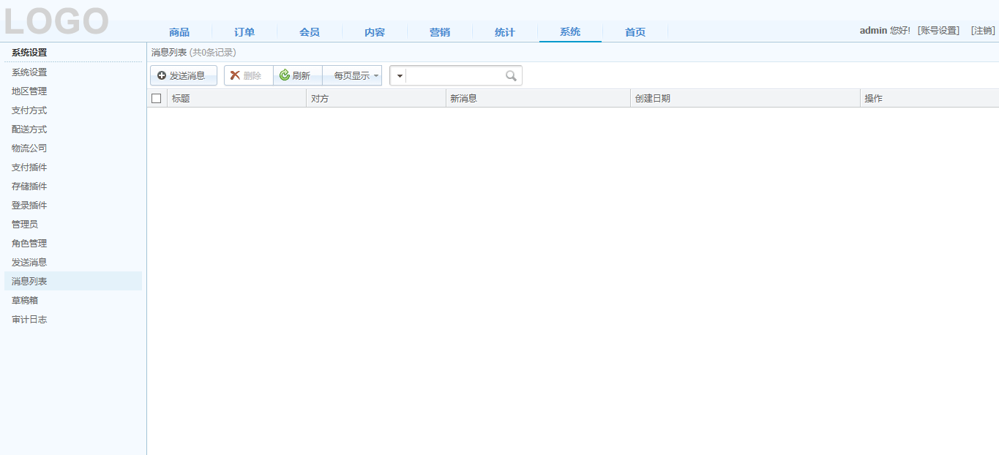 LOGO
商品 订单 会员 内容 营销 统计 系统 首页
admin 您好! [账号设置] [注销]
系统设置
系统设置
地区管理
支付方式
配送方式
物流公司
支付插件
存储插件
登录插件
管理员
角色管理
发送消息
消息列表
草稿箱
审计日志
消息列表 (共0条记录)
发送消息 删除 刷新 每页显示
标题 对方 新消息 创建日期 操作